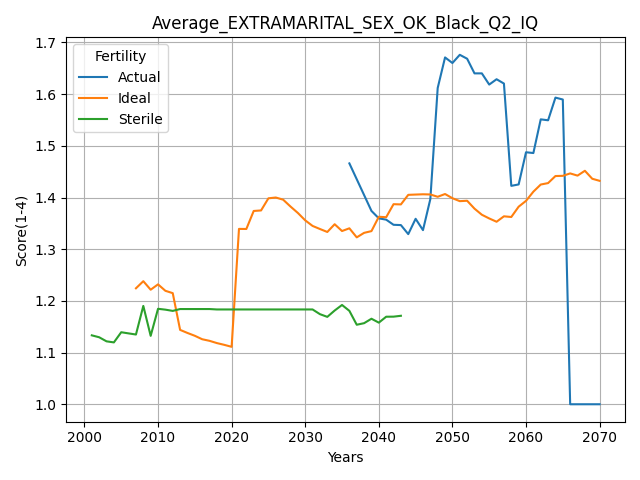 Average_EXTRAMARITAL_SEX_OK_Black_Q2_IQ
Fertility
Actual
Ideal
Sterile
Score(1-4)
1.7
1.6
1.5
1.4
1.3
1.2
1.1
1.0
2000 2010 2020 2030 2040 2050 2060 2070
Years